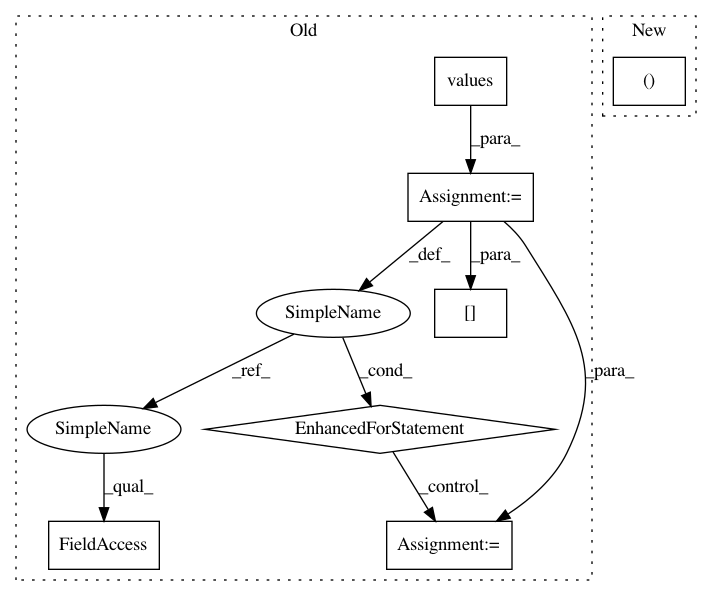 Old
New
values
()
_para_
Assignment:=
_def_
_para_
SimpleName
[]
_ref_
_cond_
_para_
SimpleName
EnhancedForStatement
_qual_
_control_
FieldAccess
Assignment:=